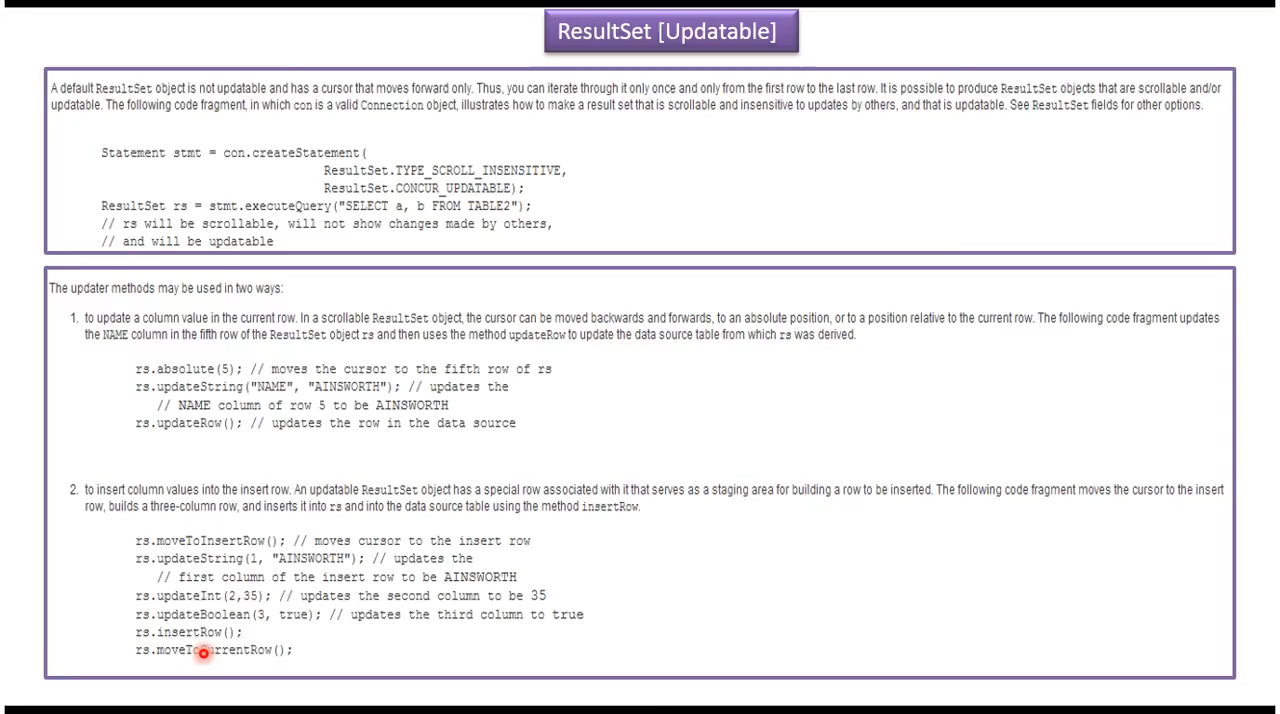 ResultSet [Updatable]
A default ResultSet object is not updatable and has a cursor that moves forward only. Thus, you can iterate through it only once and only from the first row to the last row. It is possible to produce ResultSet objects that are scrollable and/or
updatable. The following code fragment, in which con is a valid Connection object, illustrates how to make a result set that is scrollable and insensitive to updates by others, and that is updatable. See ResultSet fields for other options.
Statement stmt = con.createStatement(
ResultSet.TYPE_SCROLL_INSENSITIVE,
ResultSet.CONCUR_UPDATABLE);
ResultSet rs = stmt.executeQuery("SELECT a, b FROM TABLE2");
// rs will be scrollable, will not show changes made by others,
// and will be updatable
The updater methods may be used in two ways:
1. to update a column value in the current row. In a scrollable ResultSet object, the cursor can be moved backwards and forwards, to an absolute position, or to a position relative to the current row. The following code fragment updates
the NAME column in the fifth row of the ResultSet object rs and then uses the method updateRow to update the data source table from which rs was derived.
rs.absolute(5); // moves the cursor to the fifth row of rs
rs.updateString("NAME", "AINSWORTH"); // updates the
// NAME column of row 5 to be AINSWORTH
rs.updateRow(); // updates the row in the data source
2. to insert column values into the insert row. An updatable ResultSet object has a special row associated with it that serves as a staging area for building a row to be inserted. The following code fragment moves the cursor to the insert
row, builds a three-column row, and inserts it into rs and into the data source table using the method insertRow.
rs.moveToInsertRow(); // moves cursor to the insert row
rs.updateString(1, "AINSWORTH"); // updates the
// first column of the insert row to be AINSWORTH
rs.updateInt(2,35); // updates the second column to be 35
rs.updateBoolean(3, true); // updates the third column to true
rs.insertRow();
rs.moveToCurrentRow();